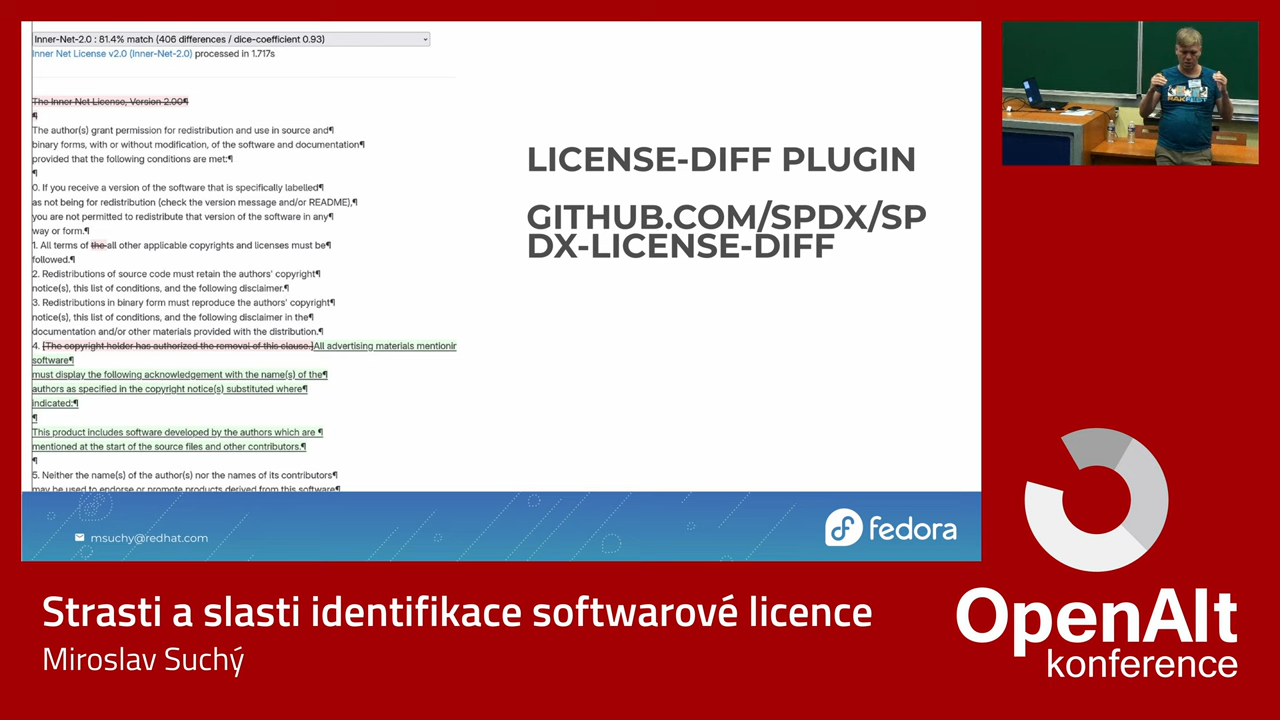 Inner-Net-2.0 : 81.4% match (406 differences / dice-coefficient 0.93)
Inner Net License v2.0 (Inner-Net-2.0) processed in 1.717s
The Inner Net License, Version 2.00¶
¶
The author(s) grant permission for redistribution and use in source and¶
binary forms, with or without modification, of the software and documentation¶
provided that the following conditions are met:¶
¶
0. If you receive a version of the software that is specifically labelled¶
as not being for redistribution (check the version message and/or README),¶
you are not permitted to redistribute that version of the software in any¶
way or form.¶
1. All terms of the all other applicable copyrights and licenses must be¶
followed.¶
2. Redistributions of source code must retain the authors' copyright¶
notice(s), this list of conditions, and the following disclaimer.¶
3. Redistributions in binary form must reproduce the authors' copyright¶
notice(s), this list of conditions, and the following disclaimer in the¶
documentation and/or other materials provided with the distribution.¶
4. [The copyright holder has authorized the removal of this clause.]All advertising materials mentionir
software¶
must display the following acknowledgement with the name(s) of the¶
authors as specified in the copyright notice(s) substituted where¶
indicated:¶
¶
This product includes software developed by the authors which are ¶
mentioned at the start of the source files and other contributors.¶
¶
5. Neither the name(s) of the author(s) nor the names of its contributors¶
may be used to endorse or promote products derived from this software¶
LICENSE-DIFF PLUGIN
GITHUB.COM/SPDX/SP
DX-LICENSE-DIFF
msuchy@redhat.com
fedora
Strasti a slasti identifikace softwarové licence
Miroslav Suchý
OpenAlt
konference